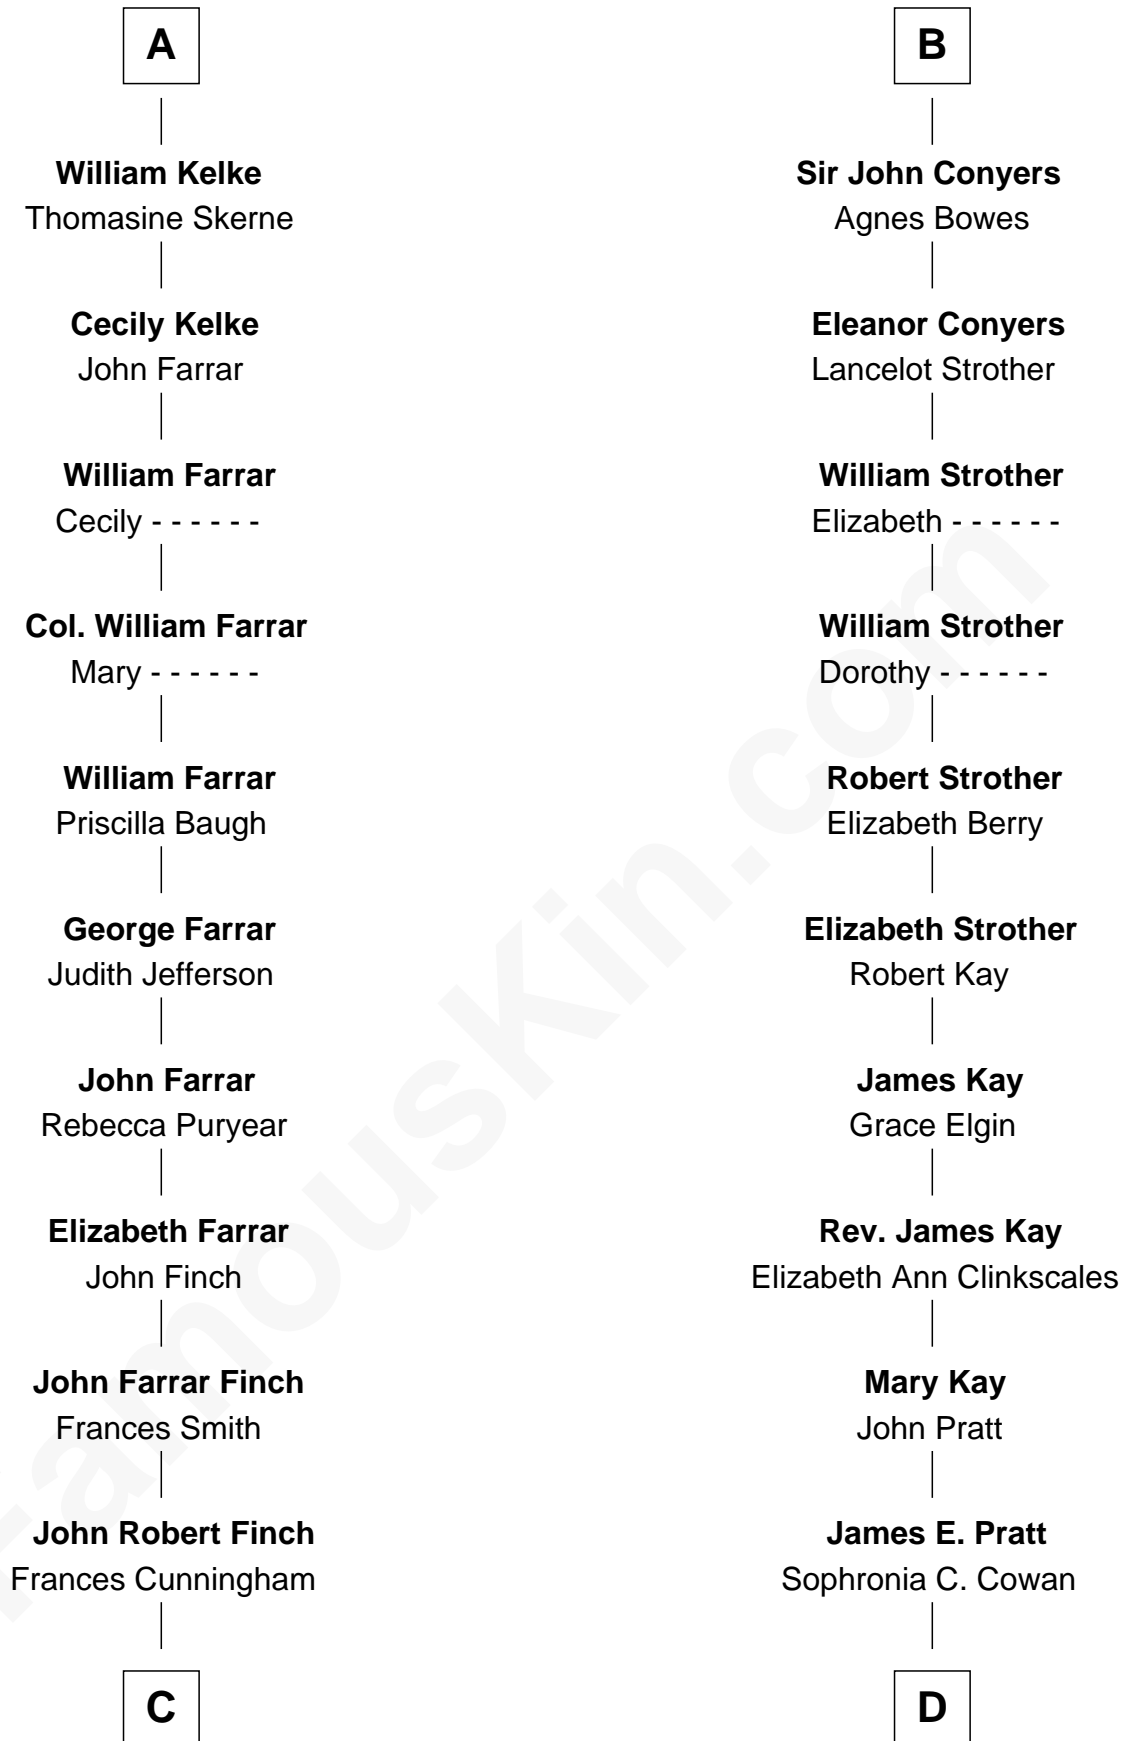 A
William Kelke
Thomasine Skerne
Cecily Kelke
John Farrar
William Farrar
Cecily - - - - - -
Col. William Farrar
Mary - - - - - -
William Farrar
Priscilla Baugh
George Farrar
Judith Jefferson
John Farrar
Rebecca Puryear
Elizabeth Farrar
John Finch
John Farrar Finch
Frances Smith
John Robert Finch
Frances Cunningham
C
B
Sir John Conyers
Agnes Bowes
Eleanor Conyers
Lancelot Strother
William Strother
Elizabeth - - - - - -
William Strother
Dorothy - - - - - -
Robert Strother
Elizabeth Berry
Elizabeth Strother
Robert Kay
James Kay
Grace Elgin
Rev. James Kay
Elizabeth Ann Clinkscales
Mary Kay
John Pratt
James E. Pratt
Sophronia C. Cowan
D
FamousKin.com